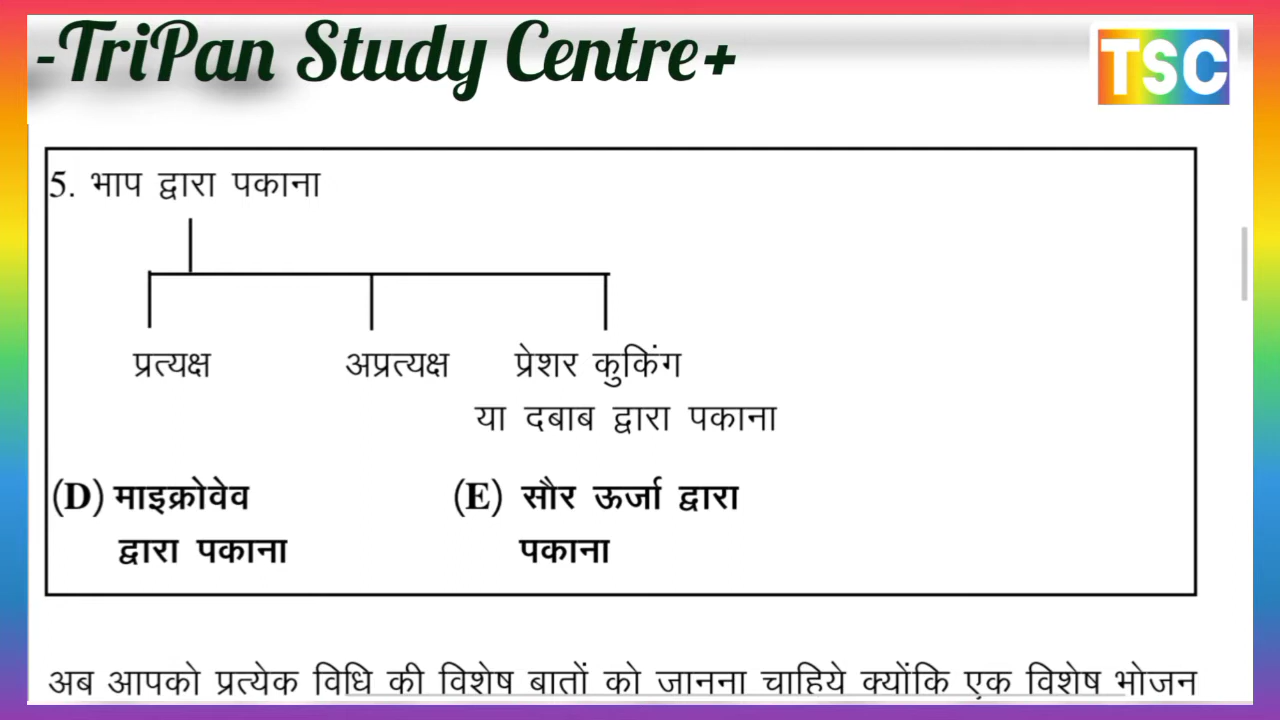 -TriPan Study Centre+
TSC
5. भाप द्वारा पकाना
प्रत्यक्ष अप्रत्यक्ष प्रेशर कुकिंग
या दबाब द्वारा पकाना
(D) माइक्रोवेव (E) सौर ऊर्जा द्वारा
द्वारा पकाना पकाना
अब आपको प्रत्येक विधि की विशेष बातों को जानना चाहिये क्योंकि एक विशेष भोजन